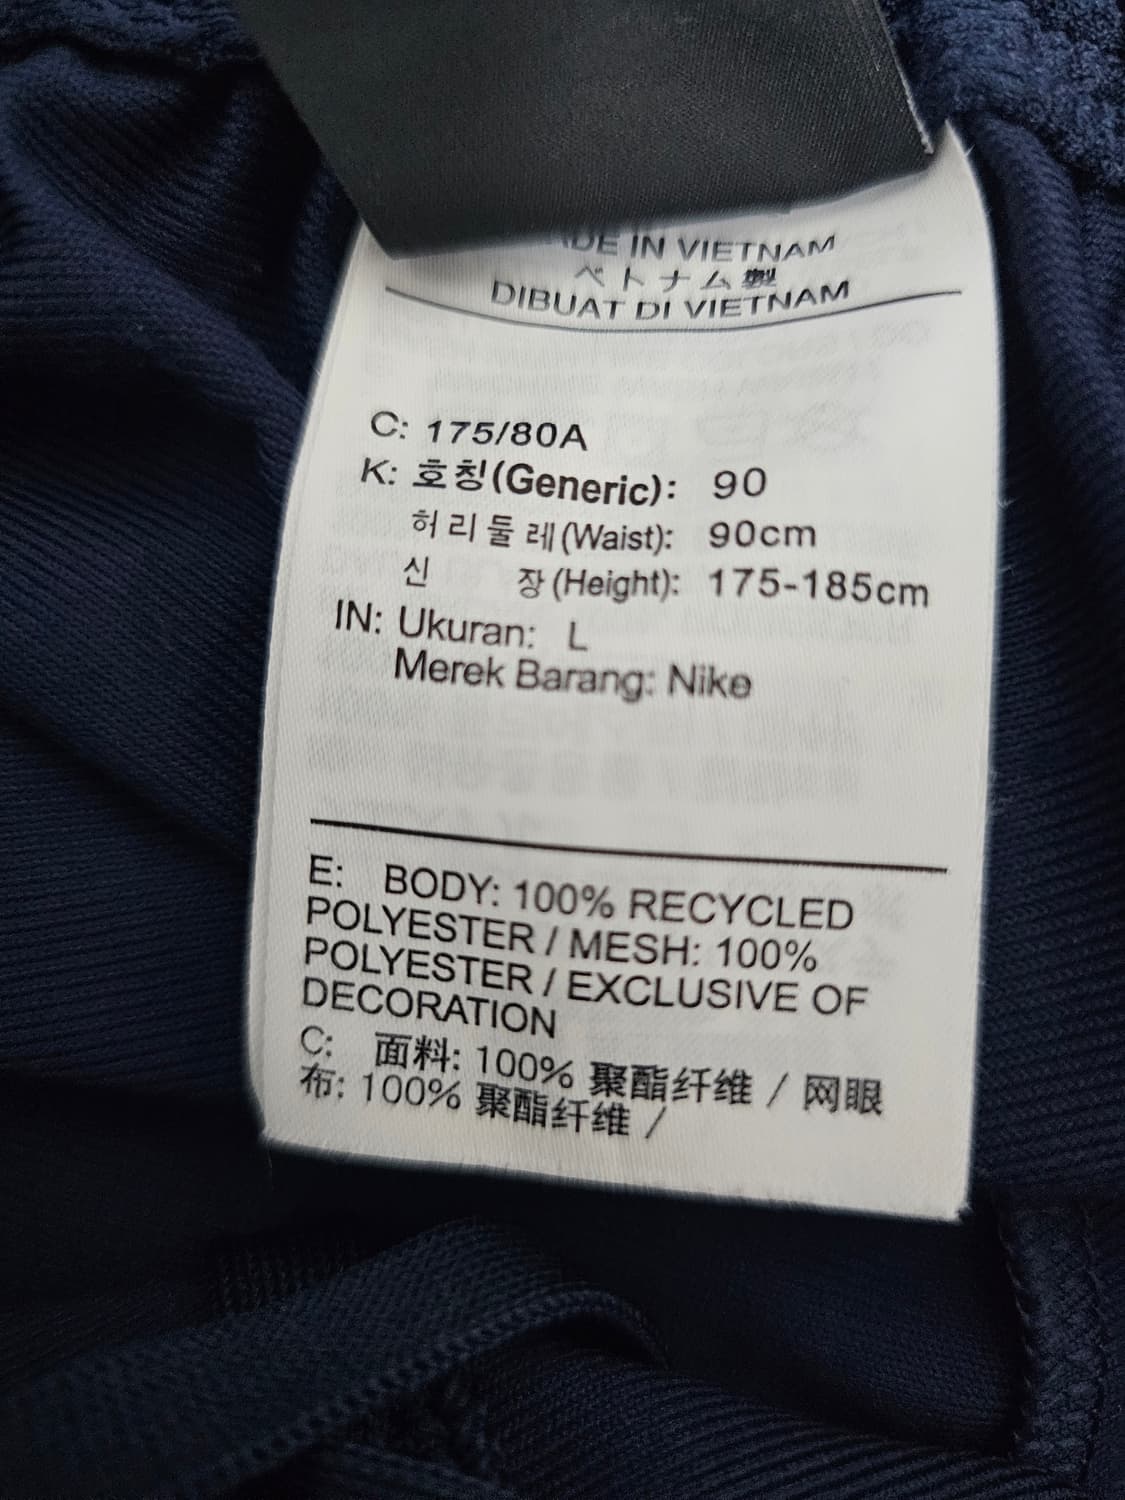 DE IN VIETNAM
ベトナム製
DIBUAT DI VIETNAM
C: 175/80A
K: 호칭(Generic): 90
허리둘레(Waist): 90cm
신 장(Height): 175-185cm
IN: Ukuran: L
Merek Barang: Nike
E: BODY: 100% RECYCLED
POLYESTER / MESH: 100%
POLYESTER / EXCLUSIVE OF
DECORATION
C: 面料: 100% 聚酯纤维 / 网眼
布: 100% 聚酯纤维 /